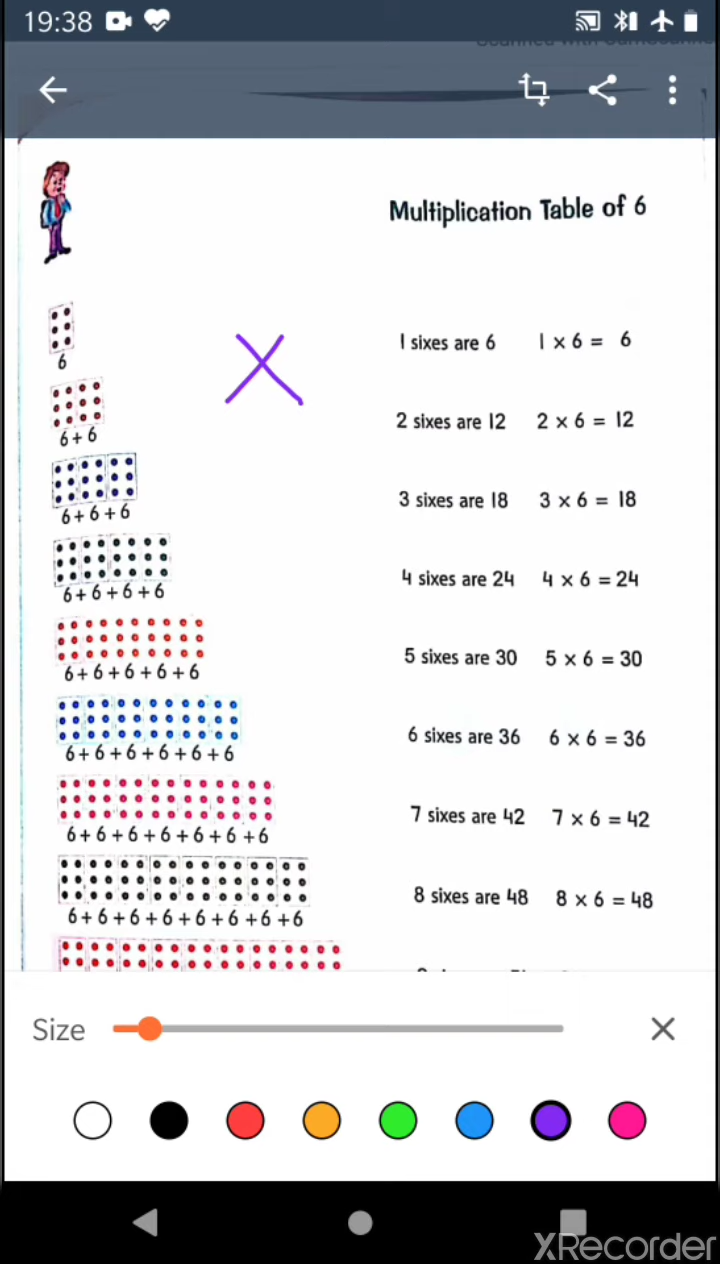 19:38
Multiplication Table of 6
6
1 sixes are 6 1 × 6 = 6
6 + 6
2 sixes are 12 2 × 6 = 12
6 + 6 + 6
3 sixes are 18 3 × 6 = 18
6 + 6 + 6 + 6
4 sixes are 24 4 × 6 = 24
6 + 6 + 6 + 6 + 6
5 sixes are 30 5 × 6 = 30
6 + 6 + 6 + 6 + 6 + 6
6 sixes are 36 6 × 6 = 36
6 + 6 + 6 + 6 + 6 + 6 + 6
7 sixes are 42 7 × 6 = 42
6 + 6 + 6 + 6 + 6 + 6 + 6 + 6
8 sixes are 48 8 × 6 = 48
Size
XRecorder